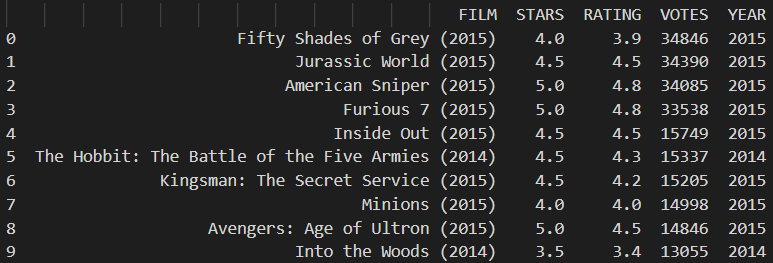 FILM STARS RATING VOTES YEAR
0 Fifty Shades of Grey (2015) 4.0 3.9 34846 2015
1 Jurassic World (2015) 4.5 4.5 34390 2015
2 American Sniper (2015) 5.0 4.8 34085 2015
3 Furious 7 (2015) 5.0 4.8 33538 2015
4 Inside Out (2015) 4.5 4.5 15749 2015
5 The Hobbit: The Battle of the Five Armies (2014) 4.5 4.3 15337 2014
6 Kingsman: The Secret Service (2015) 4.5 4.2 15205 2015
7 Minions (2015) 4.0 4.0 14998 2015
8 Avengers: Age of Ultron (2015) 5.0 4.5 14846 2015
9 Into the Woods (2014) 3.5 3.4 13055 2014